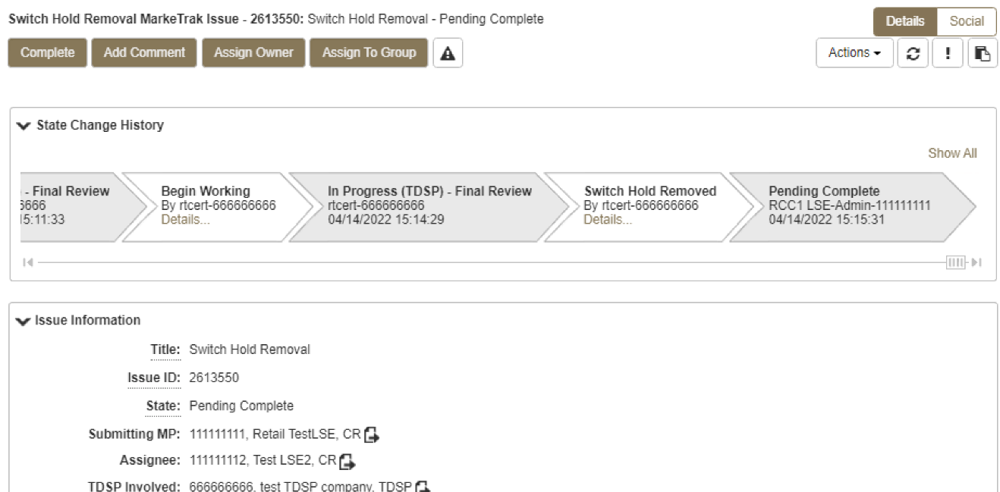 Switch Hold Removal MarkeTrak Issue - 2613550: Switch Hold Removal - Pending Complete
Details Social
Complete Add Comment Assign Owner Assign To Group
Actions
State Change History
Show All
- Final Review
6666
15:11:33
Begin Working
By rtcert-666666666
Details...
In Progress (TDSP) - Final Review
rtcert-666666666
04/14/2022 15:14:29
Switch Hold Removed
By rtcert-666666666
Details...
Pending Complete
RCC1 LSE-Admin-111111111
04/14/2022 15:15:31
Issue Information
Title: Switch Hold Removal
Issue ID: 2613550
State: Pending Complete
Submitting MP: 111111111, Retail TestLSE, CR
Assignee: 111111112, Test LSE2, CR
TDSP Involved: 666666666, test TDSP company, TDSP